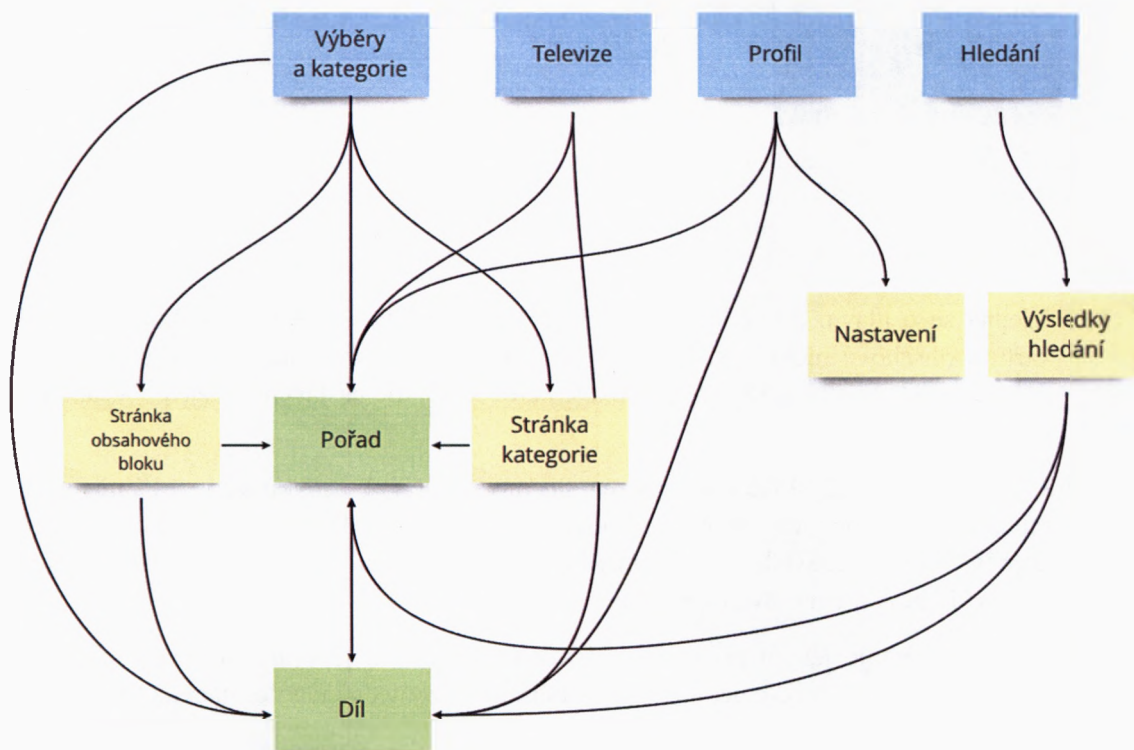 Výběry
a kategorie
Televize
Profil
Hledání
Nastavení
Výsledky
hledání
Stránka
obsahového
bloku
Pořad
Stránka
kategorie
Díl